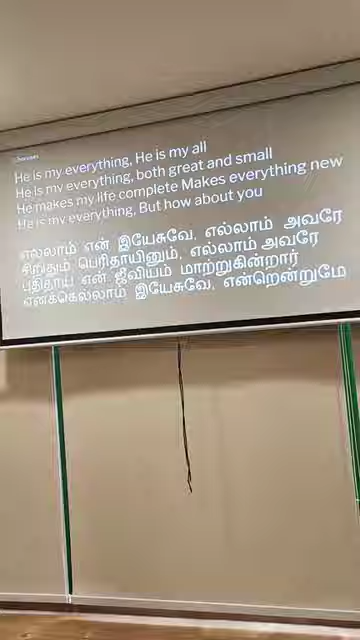 He is my everything, He is my all
He is my everything, both great and small
He makes my life complete Makes everything new
He is my everything, But how about you
எல்லாம் என் இயேசுவே, எல்லாம் அவரே
சிறிதும் பெரிதாயினும், எல்லாம் அவரே
புதிதாய் என் ஜீவியம் மாற்றுகின்றார்
எனக்கெல்லாம் இயேசுவே, என்றென்றுமே